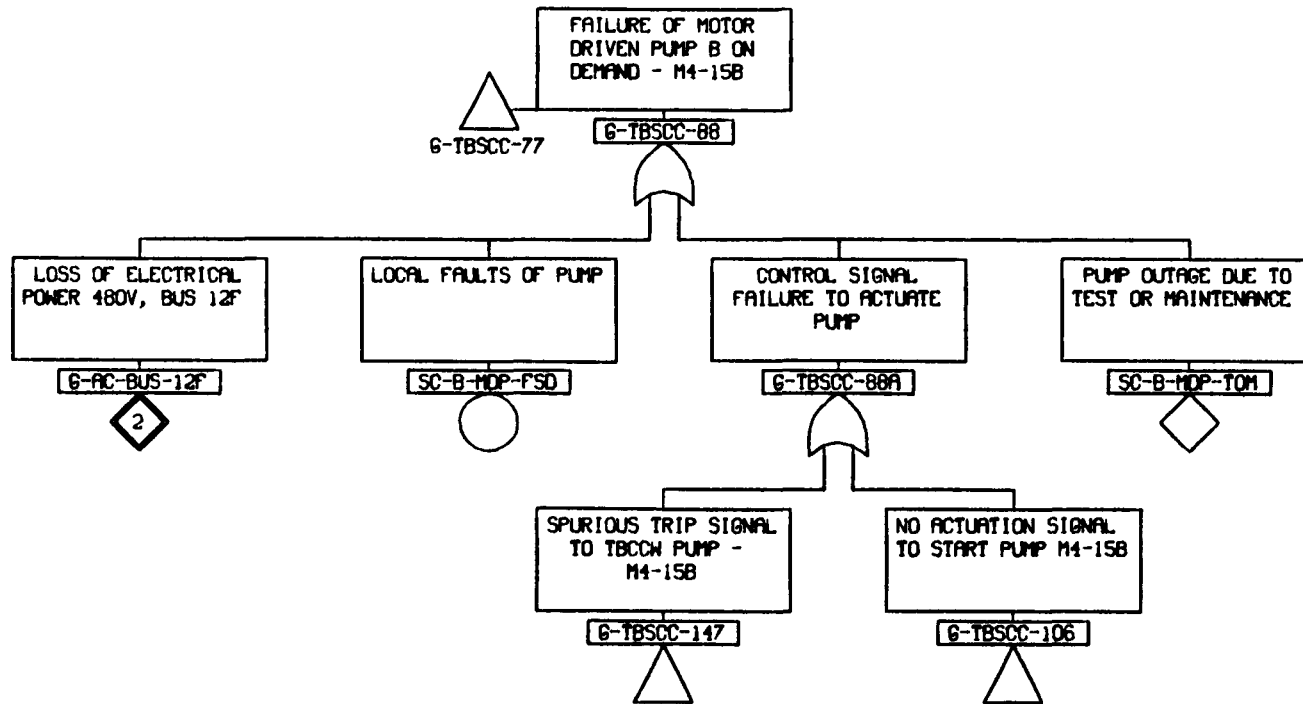 FAILURE OF MOTOR
DRIVEN PUMP B ON
DEMAND - M4-15B
G-TBSCC-77
G-TBSCC-88
LOSS OF ELECTRICAL
POWER 480V, BUS 12F
G-AC-BUS-12F
2
LOCAL FAULTS OF PUMP
SC-B-MDP-FSD
CONTROL SIGNAL
FAILURE TO ACTUATE
PUMP
G-TBSCC-88A
PUMP OUTAGE DUE TO
TEST OR MAINTENANCE
SC-B-MDP-TOM
SPURIOUS TRIP SIGNAL
TO TBCCW PUMP -
M4-15B
G-TBSCC-147
NO ACTUATION SIGNAL
TO START PUMP M4-15B
G-TBSCC-106